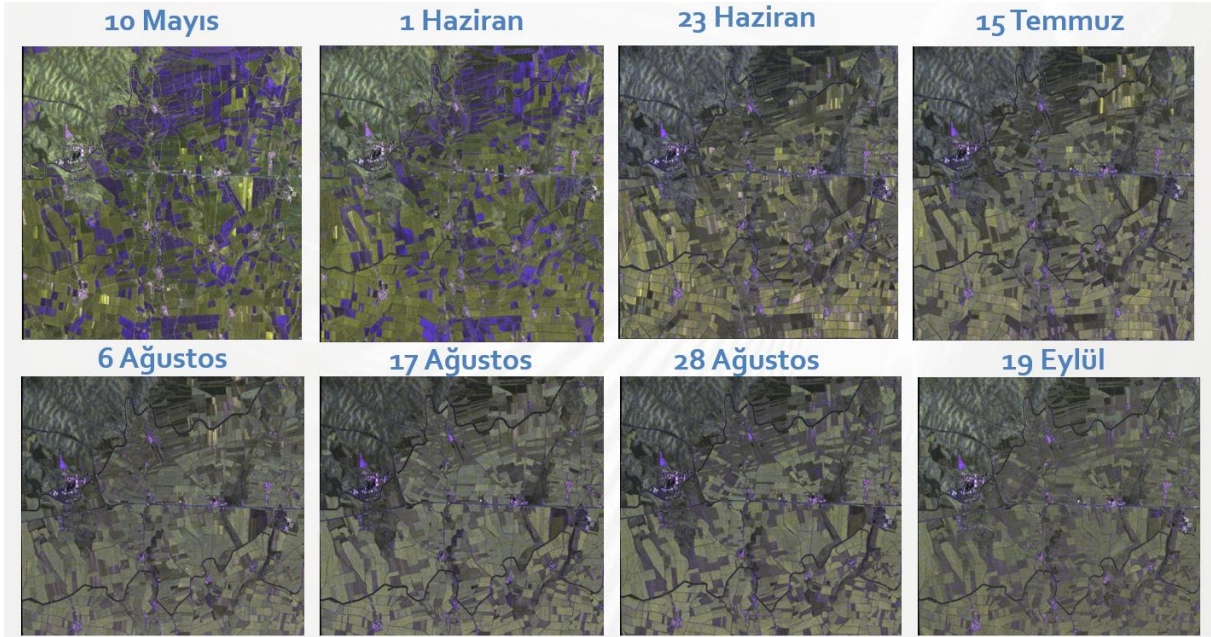 10 Mayıs
1 Haziran
23 Haziran
15 Temmuz
6 Ağustos
17 Ağustos
28 Ağustos
19 Eylül